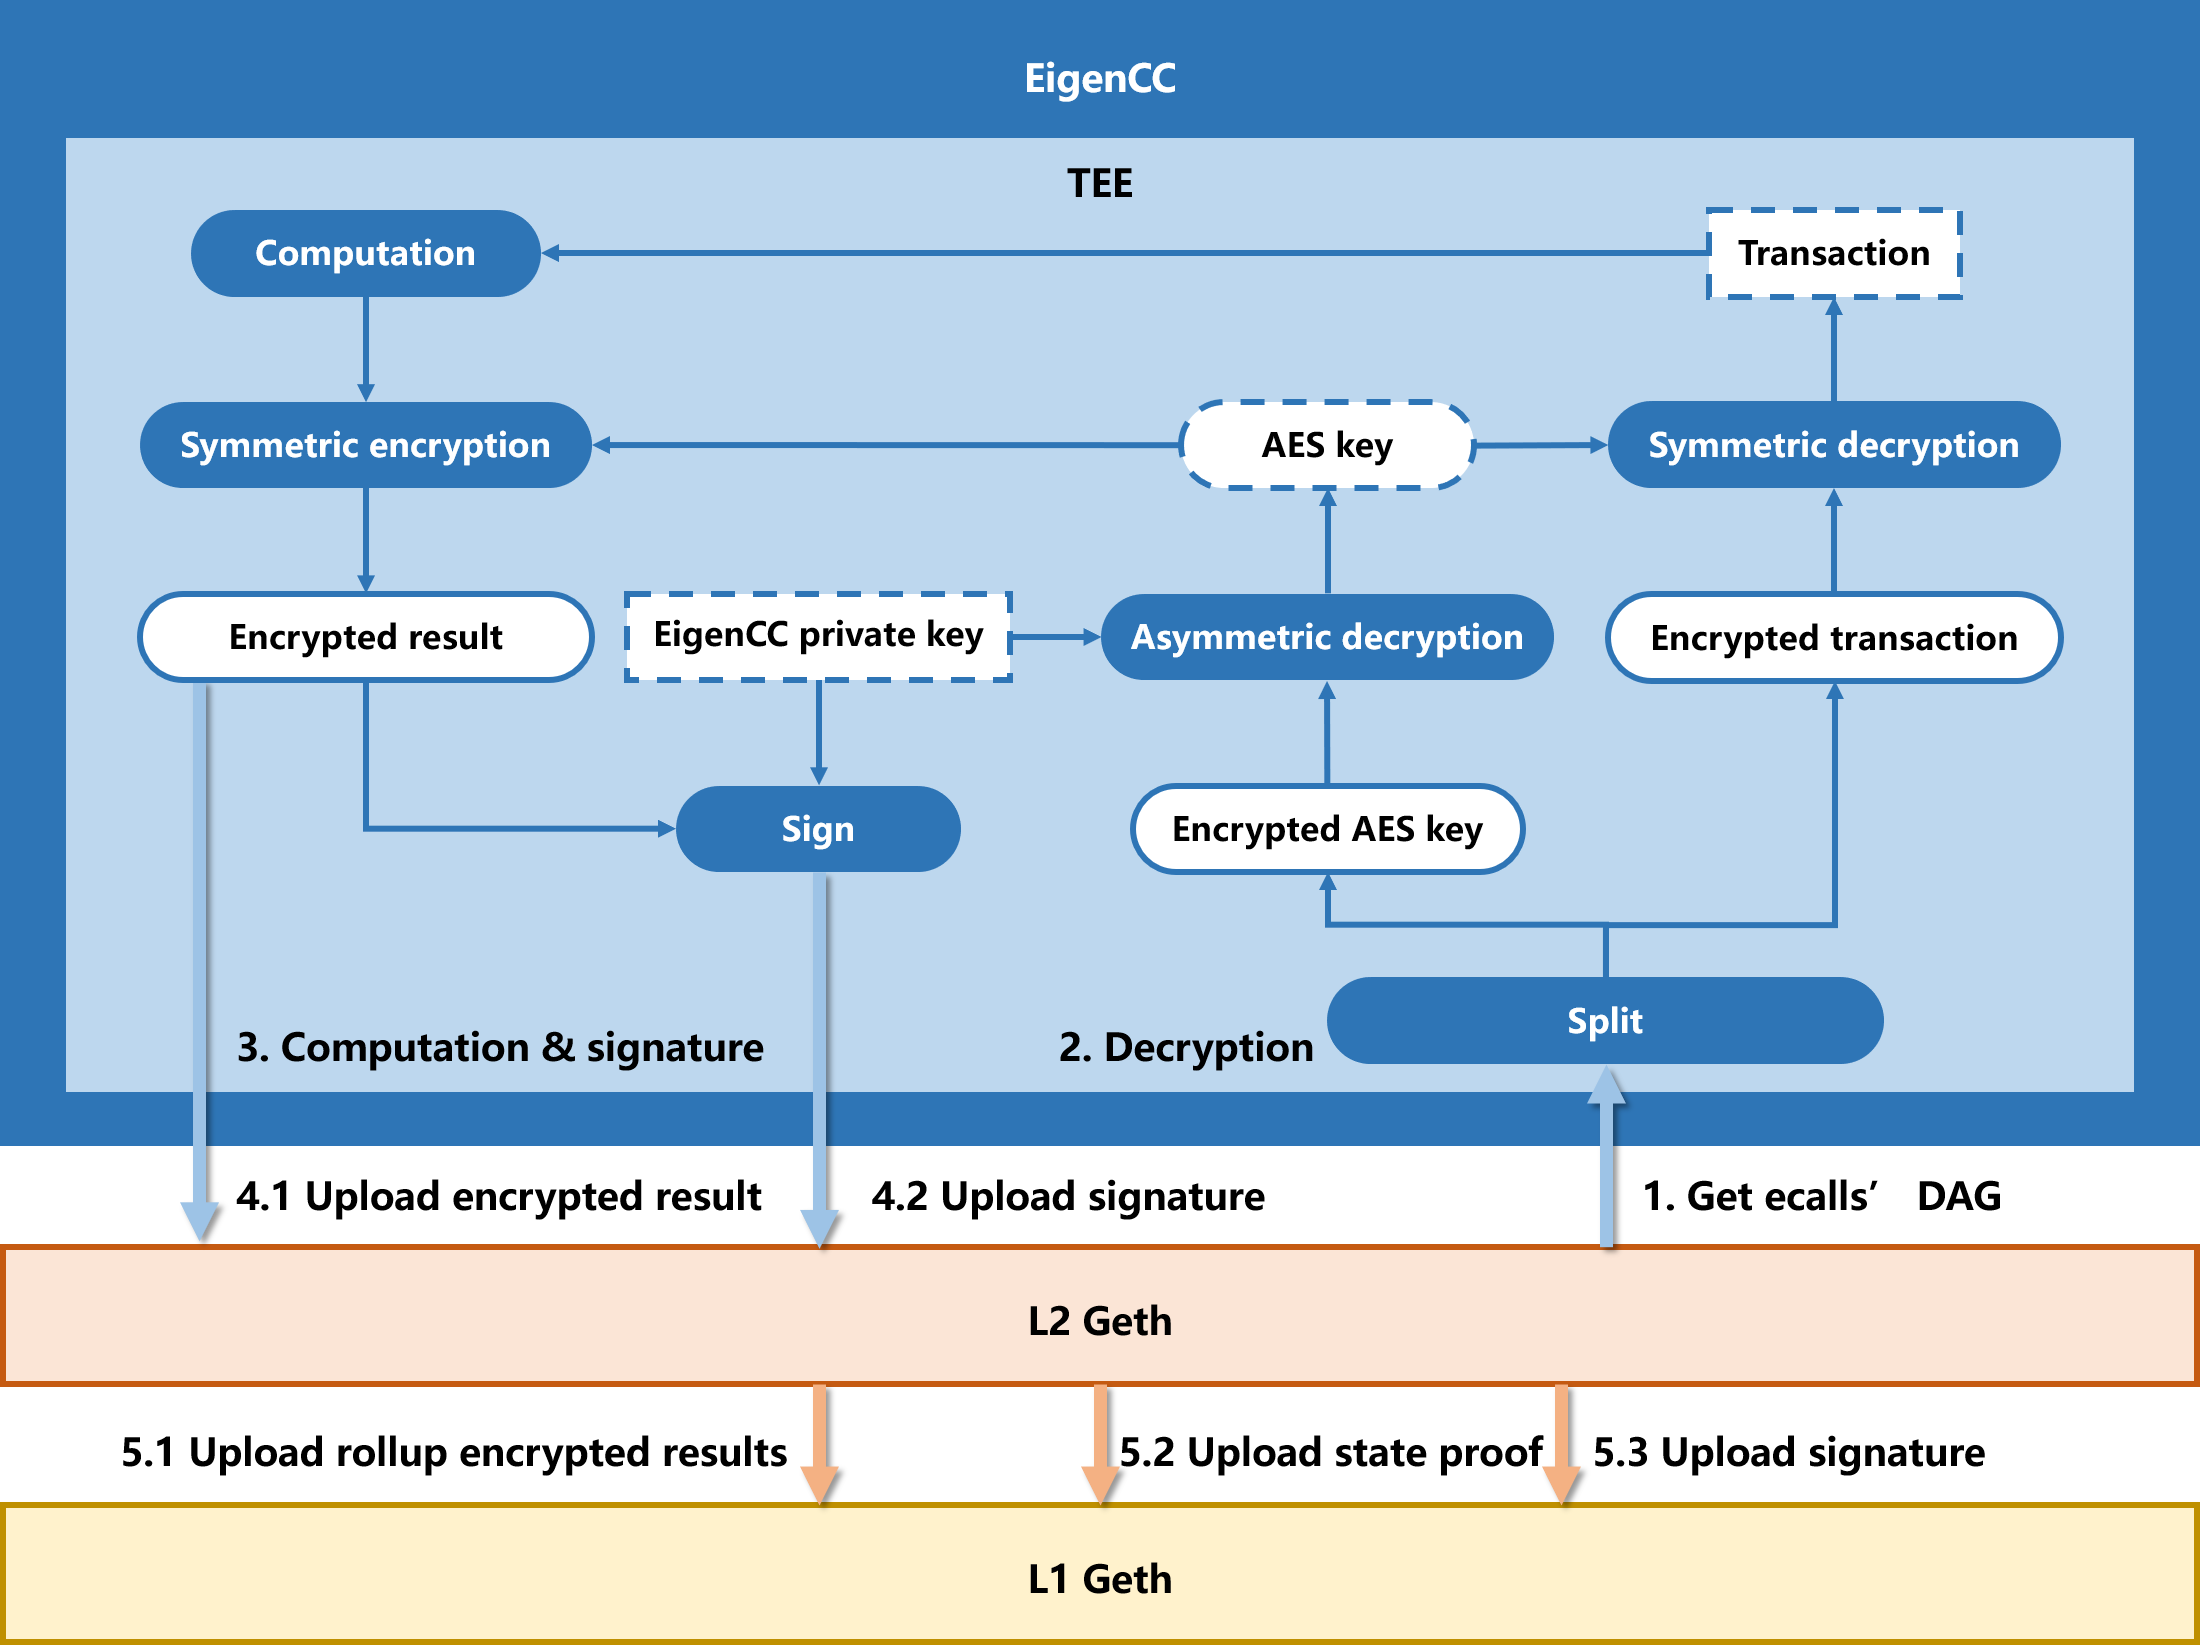 EigenCC
TEE
Computation
Transaction
Symmetric encryption
AES key
Symmetric decryption
Encrypted result
EigenCC private key
Asymmetric decryption
Encrypted transaction
Sign
Encrypted AES key
Split
3. Computation & signature
2. Decryption
4.1 Upload encrypted result
4.2 Upload signature
1. Get ecalls’ DAG
L2 Geth
5.1 Upload rollup encrypted results
5.2 Upload state proof
5.3 Upload signature
L1 Geth